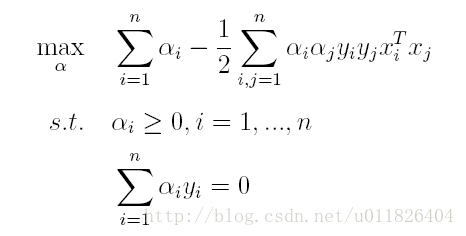 max_α ∑_{i=1}^{n} α_i − \frac{1}{2} ∑_{i,j=1}^{n} α_i α_j y_i y_j x_i^T x_j
s.t. α_i ≥ 0, i = 1, ..., n
∑_{i=1}^{n} α_i y_i = 0
http://blog.csdn.net/u011826404